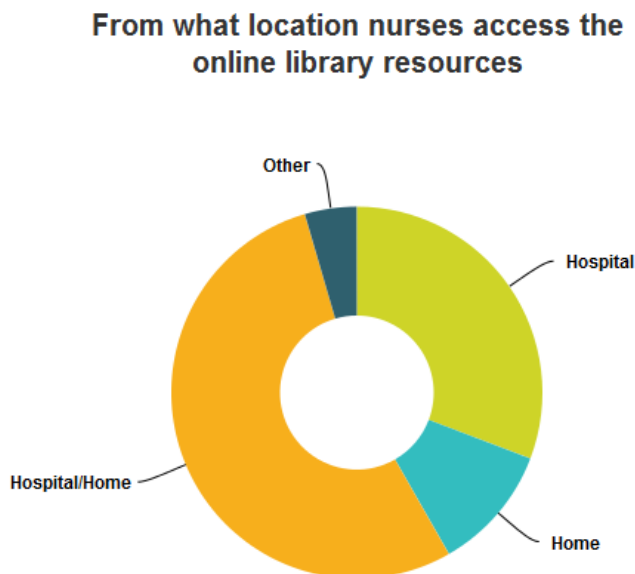 From what location nurses access the
online library resources
Other
Hospital
Hospital/Home
Home